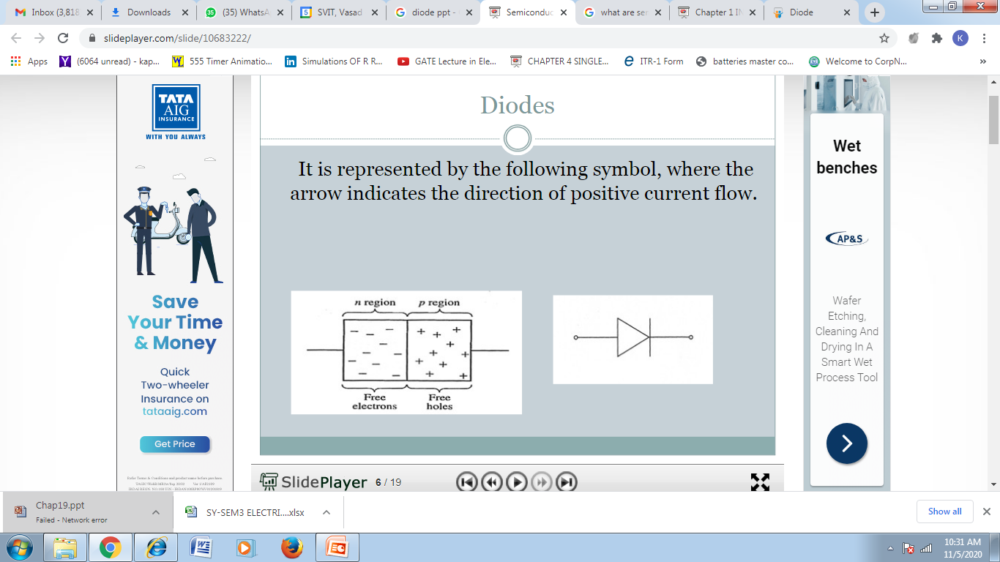 Inbox (3,818
Downloads
(35) WhatsA
SVIT, Vasad
diode ppt -
Semiconduc
what are ser
Chapter 1 IN
Diode
slideplayer.com/slide/10683222/
K
Apps
(6064 unread) - kap...
555 Timer Animatio...
Simulations OF R R...
GATE Lecture in Ele...
CHAPTER 4 SINGLE...
ITR-1 Form
batteries master co...
Welcome to CorpN...
»
TATA
AIG
INSURANCE
WITH YOU ALWAYS
Save
Your Time
& Money
Quick
Two-wheeler
Insurance on
tataaig.com
Get Price
Diodes
It is represented by the following symbol, where the
arrow indicates the direction of positive current flow.
n region p region
Free electrons
Free holes
SlidePlayer 6 / 19
Wet
benches
AP&S
Wafer
Etching,
Cleaning And
Drying In A
Smart Wet
Process Tool
Chap19.ppt
Failed - Network error
SY-SEM3 ELECTRI....xlsx
Show all
10:31 AM
11/5/2020